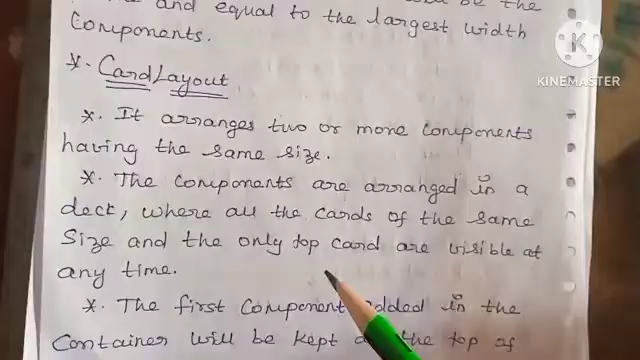 and equal to the largest width
Components.
*. CardLayout
*. It arranges two or more components
having the same size.
*. The components are arranged in a
deck, where all the cards of the same
Size and the only top card are visible at
any time.
*. The first component added in the
Container will be kept the top of
KINEMASTER